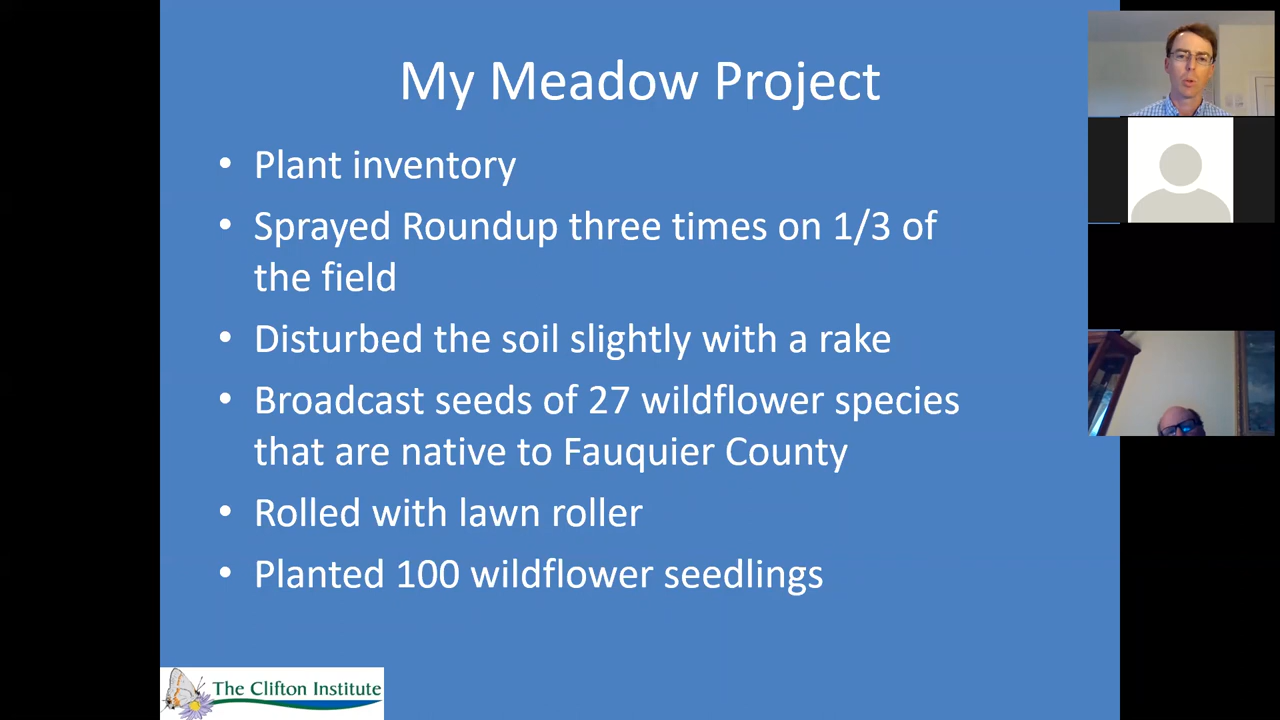 My Meadow Project
• Plant inventory
• Sprayed Roundup three times on 1/3 of
the field
• Disturbed the soil slightly with a rake
• Broadcast seeds of 27 wildflower species
that are native to Fauquier County
• Rolled with lawn roller
• Planted 100 wildflower seedlings
The Clifton Institute